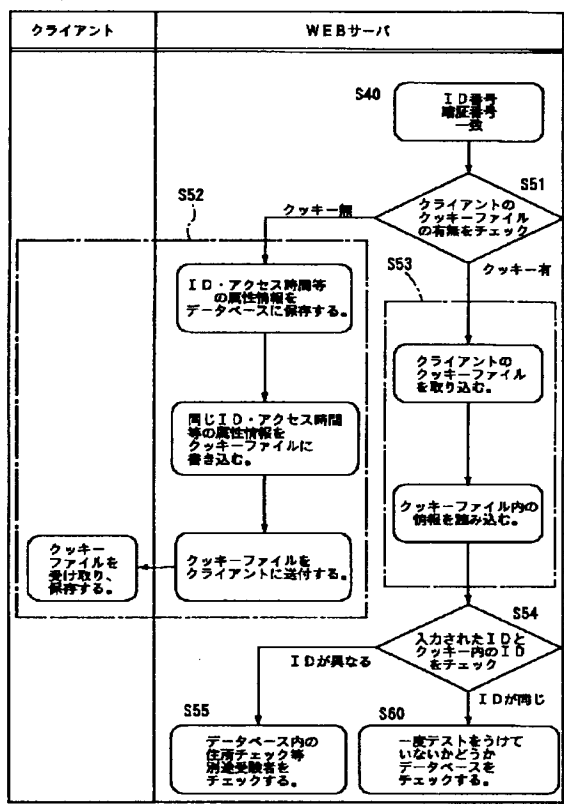 クライアント
WEBサーバ
S40
ID番号
暗証番号
一致
S51
クライアントの
クッキーファイル
の有無をチェック
クッキー無
クッキー有
S52
ID・アクセス時間等
の属性情報を
データベースに保存する。
同じID・アクセス時間
等の属性情報を
クッキーファイルに
書き込む。
クッキーファイルを
クライアントに送付する。
クッキー
ファイルを
受け取り、
保存する。
S53
クライアントの
クッキーファイル
を取り込む。
クッキーファイル内の
情報を読み込む。
S54
入力されたIDと
クッキー内のID
をチェック
IDが異なる
IDが同じ
S55
データベース内の
住所チェック等
別途受験者を
チェックする。
S60
一度テストをうけて
いないかどうか
データベースを
チェックする。